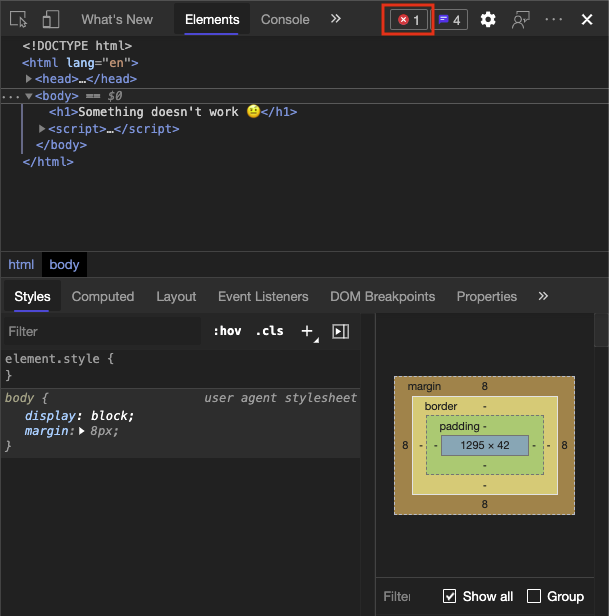 What's New Elements Console » 1 4 ···
<!DOCTYPE html>
<html lang="en">
▶<head>…</head>
··· ▼<body> == $0
<h1>Something doesn't work 🤨</h1>
▶<script>…</script>
</body>
</html>
html body
Styles Computed Layout Event Listeners DOM Breakpoints Properties »
Filter :hov .cls +
element.style {
}
body { user agent stylesheet
display: block;
margin: ▶ 8px;
}
margin 8
border -
padding -
8 - - 1295 × 42 - - 8
-
-
8
Filter Show all Group